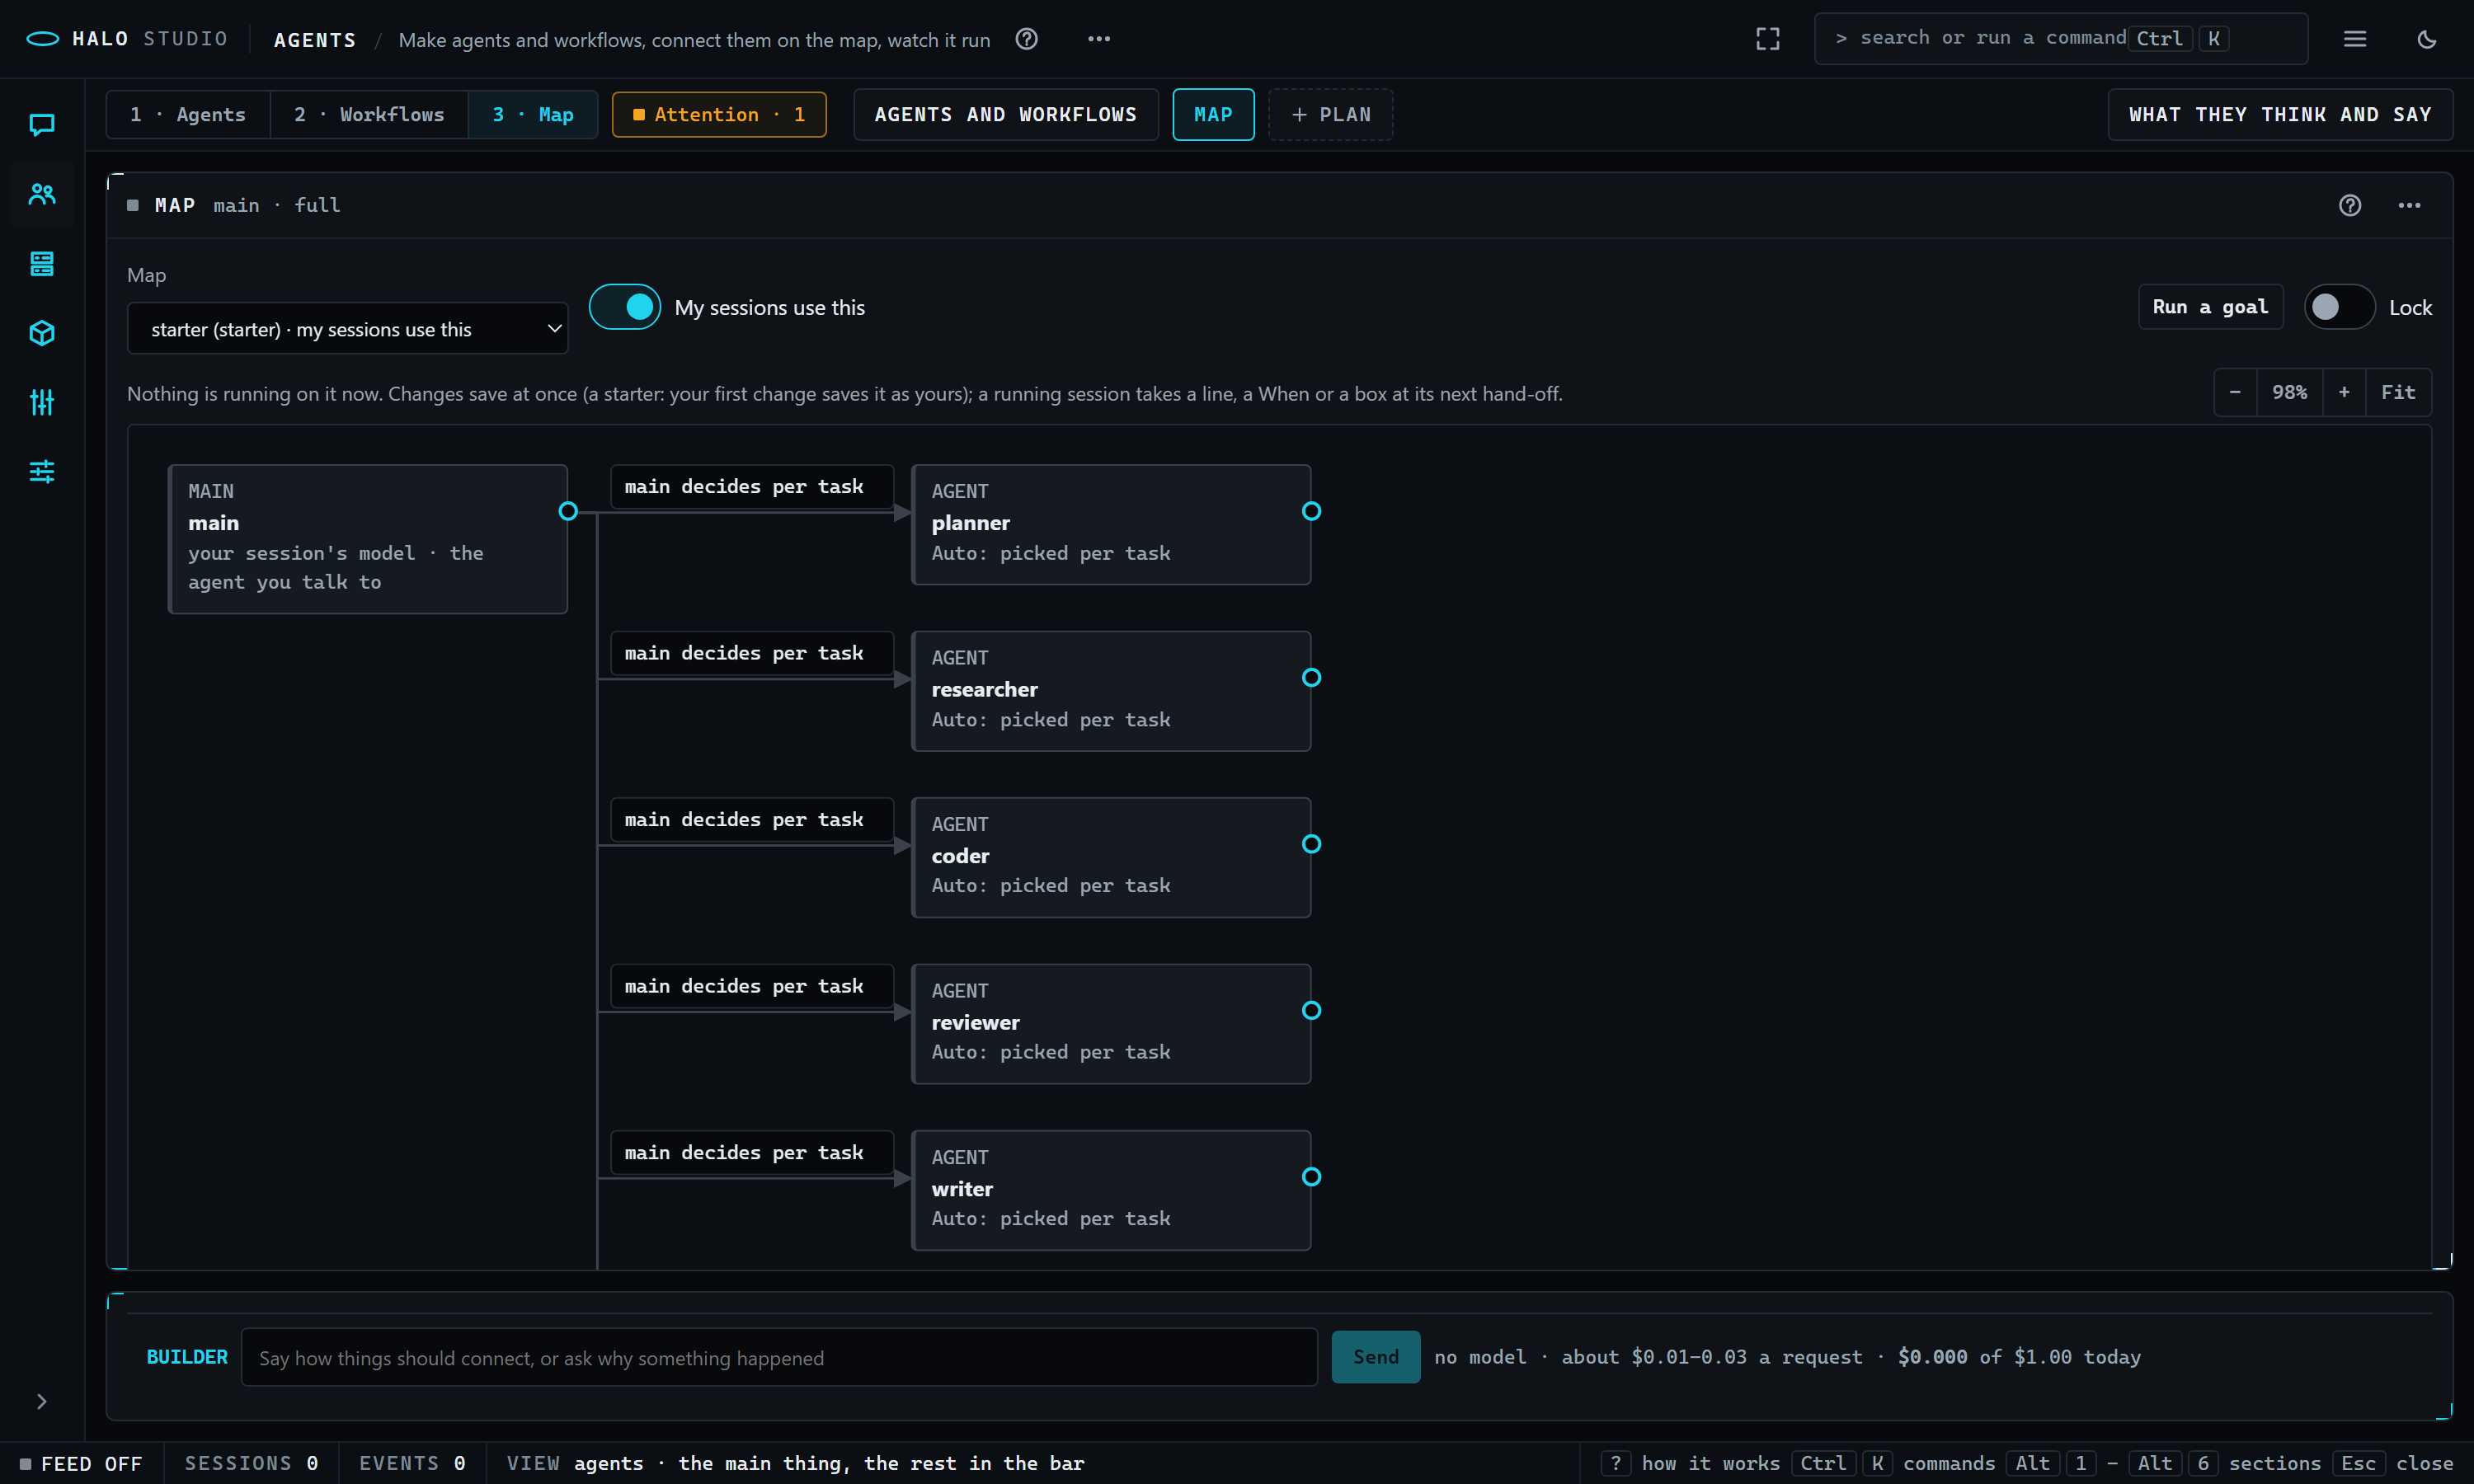 HALO STUDIO AGENTS / Make agents and workflows, connect them on the map, watch it run
> search or run a command Ctrl K
1 · Agents 2 · Workflows 3 · Map Attention · 1 AGENTS AND WORKFLOWS MAP + PLAN WHAT THEY THINK AND SAY
MAP main · full
Map
starter (starter) · my sessions use this
My sessions use this
Run a goal
Lock
Nothing is running on it now. Changes save at once (a starter: your first change saves it as yours); a running session takes a line, a When or a box at its next hand-off.
− 98% + Fit
MAIN
main
your session's model · the
agent you talk to
main decides per task
AGENT
planner
Auto: picked per task
main decides per task
AGENT
researcher
Auto: picked per task
main decides per task
AGENT
coder
Auto: picked per task
main decides per task
AGENT
reviewer
Auto: picked per task
main decides per task
AGENT
writer
Auto: picked per task
BUILDER Say how things should connect, or ask why something happened Send no model · about $0.01–0.03 a request · $0.000 of $1.00 today
FEED OFF SESSIONS 0 EVENTS 0 VIEW agents · the main thing, the rest in the bar ? how it works Ctrl K commands Alt 1 – Alt 6 sections Esc close